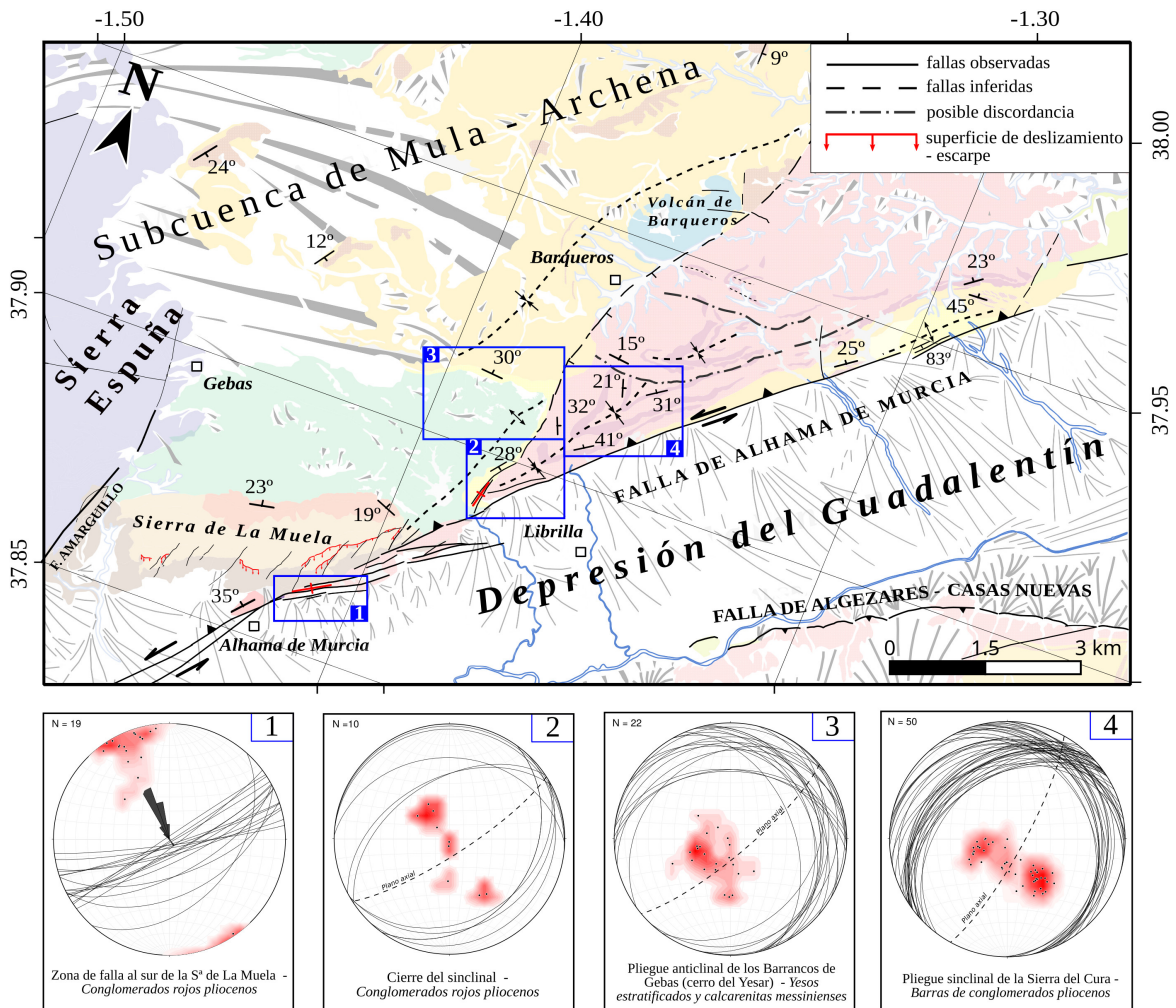 -1.50
-1.40
-1.30
N
9º
fallas observadas
fallas inferidas
posible discordancia
superficie de deslizamiento
- escarpe
38.00
24º
Subcuenca de Mula - Archena
Volcán de
Barqueros
12º
Barqueros
23º
37.90
45º
Sierra
España
Gebas
3
30º
15º
25º
83º
21º
31º
32º
37.95
2
28º
41º
4
FALLA DE ALHAMA DE MURCIA
23º
19º
Sierra de La Muela
F. AMARGUILLO
Librilla
Depresión del Guadalentín
37.85
35º
1
FALLA DE ALGEZARES - CASAS NUEVAS
Alhama de Murcia
0
1.5
3 km
N = 19
1
Zona de falla al sur de la Sª de La Muela -
Conglomerados rojos pliocenos
N =10
2
Plano axial
Cierre del sinclinal -
Conglomerados rojos pliocenos
N = 22
3
Plano axial
Pliegue anticlinal de los Barrancos de
Gebas (cerro del Yesar) - Yesos
estratificados y calcarenitas messinienses
N = 50
4
Plano axial
Pliegue sinclinal de la Sierra del Cura -
Barras de conglomerados pliocenos